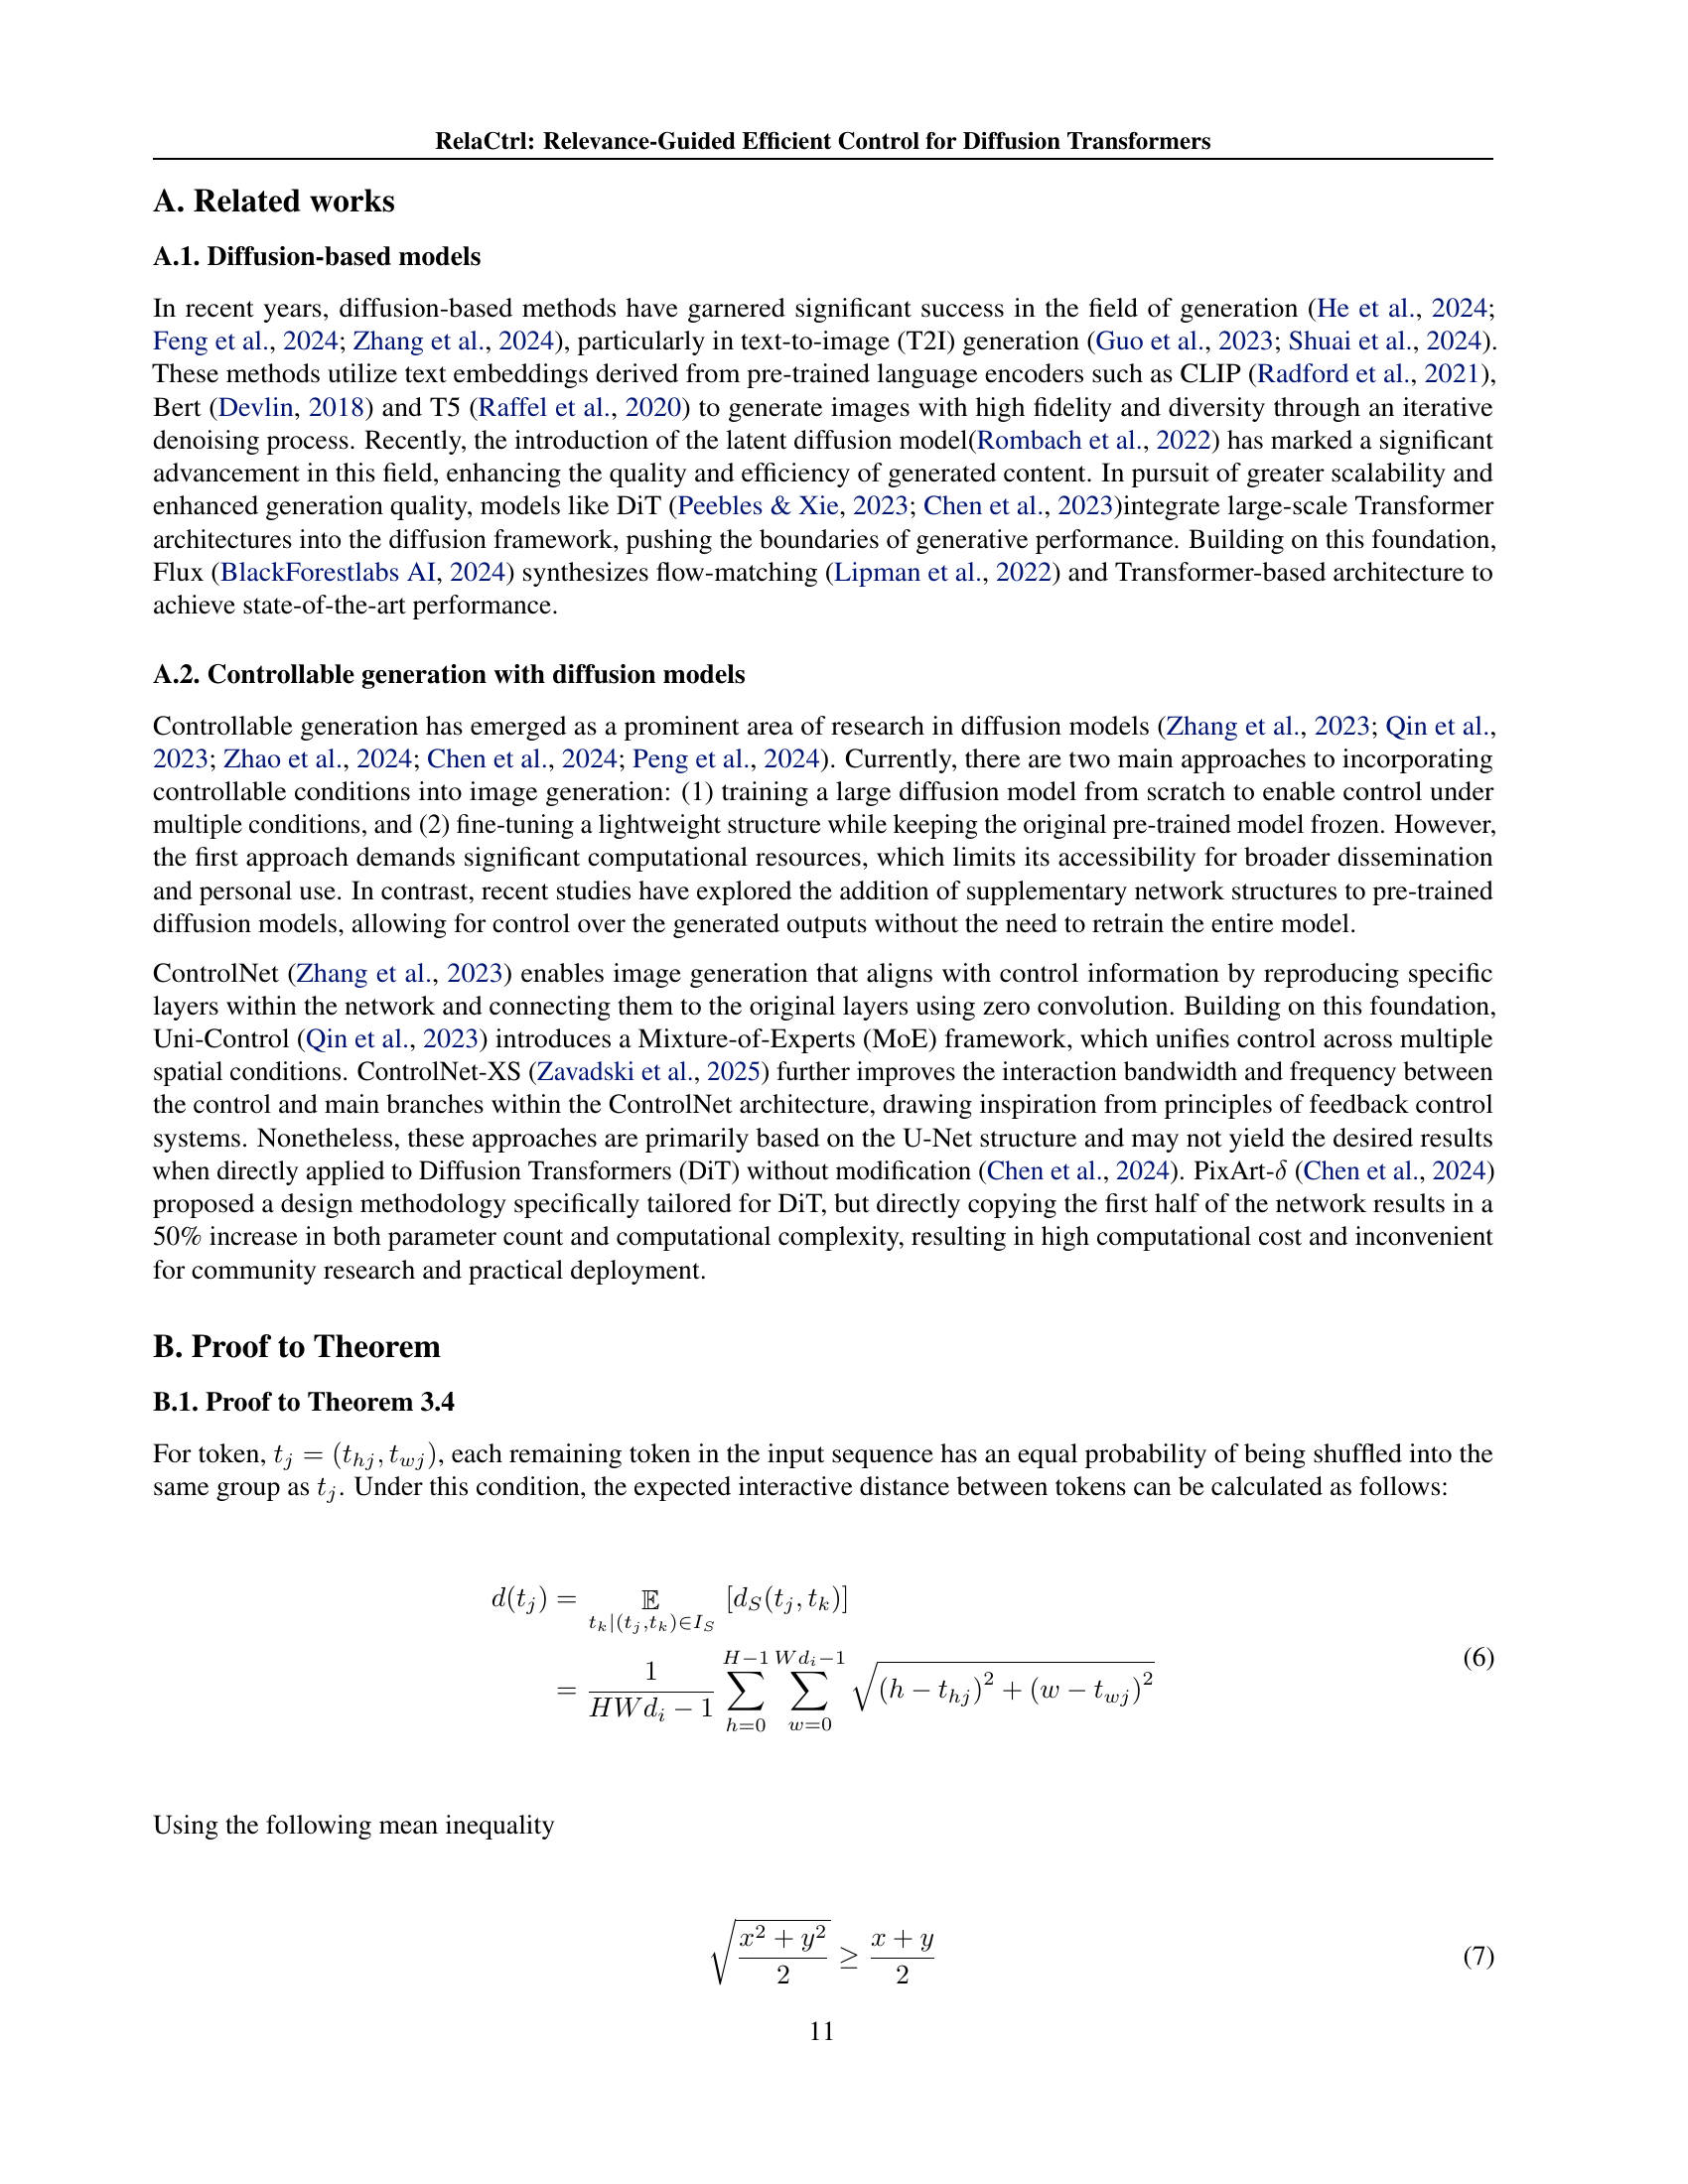 RelaCtrl: Relevance-Guided Efficient Control for Diffusion Transformers
A. Related works
A.1. Diffusion-based models
In recent years, diffusion-based methods have garnered significant success in the field of generation (He et al., 2024;
Feng et al., 2024; Zhang et al., 2024), particularly in text-to-image (T2I) generation (Guo et al., 2023; Shuai et al., 2024).
These methods utilize text embeddings derived from pre-trained language encoders such as CLIP (Radford et al., 2021),
Bert (Devlin, 2018) and T5 (Raffel et al., 2020) to generate images with high fidelity and diversity through an iterative
denoising process. Recently, the introduction of the latent diffusion model(Rombach et al., 2022) has marked a significant
advancement in this field, enhancing the quality and efficiency of generated content. In pursuit of greater scalability and
enhanced generation quality, models like DiT (Peebles & Xie, 2023; Chen et al., 2023)integrate large-scale Transformer
architectures into the diffusion framework, pushing the boundaries of generative performance. Building on this foundation,
Flux (BlackForestlabs AI, 2024) synthesizes flow-matching (Lipman et al., 2022) and Transformer-based architecture to
achieve state-of-the-art performance.
A.2. Controllable generation with diffusion models
Controllable generation has emerged as a prominent area of research in diffusion models (Zhang et al., 2023; Qin et al.,
2023; Zhao et al., 2024; Chen et al., 2024; Peng et al., 2024). Currently, there are two main approaches to incorporating
controllable conditions into image generation: (1) training a large diffusion model from scratch to enable control under
multiple conditions, and (2) fine-tuning a lightweight structure while keeping the original pre-trained model frozen. However,
the first approach demands significant computational resources, which limits its accessibility for broader dissemination
and personal use. In contrast, recent studies have explored the addition of supplementary network structures to pre-trained
diffusion models, allowing for control over the generated outputs without the need to retrain the entire model.
ControlNet (Zhang et al., 2023) enables image generation that aligns with control information by reproducing specific
layers within the network and connecting them to the original layers using zero convolution. Building on this foundation,
Uni-Control (Qin et al., 2023) introduces a Mixture-of-Experts (MoE) framework, which unifies control across multiple
spatial conditions. ControlNet-XS (Zavadski et al., 2025) further improves the interaction bandwidth and frequency between
the control and main branches within the ControlNet architecture, drawing inspiration from principles of feedback control
systems. Nonetheless, these approaches are primarily based on the U-Net structure and may not yield the desired results
when directly applied to Diffusion Transformers (DiT) without modification (Chen et al., 2024). PixArt-δ (Chen et al., 2024)
proposed a design methodology specifically tailored for DiT, but directly copying the first half of the network results in a
50% increase in both parameter count and computational complexity, resulting in high computational cost and inconvenient
for community research and practical deployment.
B. Proof to Theorem
B.1. Proof to Theorem 3.4
For token, $t_j = (t_{hj}, t_{wj})$, each remaining token in the input sequence has an equal probability of being shuffled into the
same group as $t_j$. Under this condition, the expected interactive distance between tokens can be calculated as follows:
$d(t_j) = \underset{t_k|(t_j,t_k)\in I_S}{\mathbb{E}} [d_S(t_j, t_k)]$
$= \frac{1}{HWd_i - 1} \sum_{h=0}^{H-1} \sum_{w=0}^{Wd_i-1} \sqrt{(h - t_{hj})^2 + (w - t_{wj})^2}$ (6)
Using the following mean inequality
$\sqrt{\frac{x^2 + y^2}{2}} \geq \frac{x + y}{2}$ (7)
11